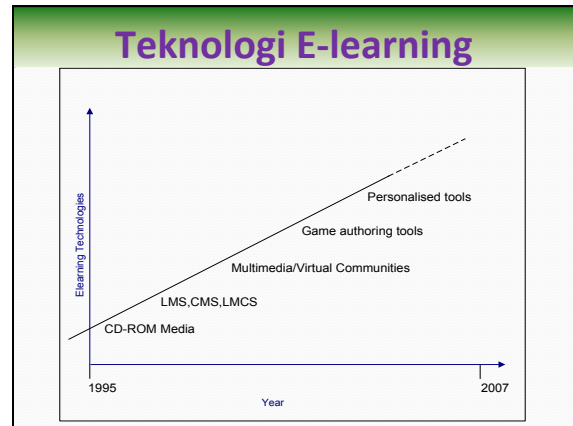 Teknologi E-learning
Elearning Technologies
Personalised tools
Game authoring tools
Multimedia/Virtual Communities
LMS,CMS,LMCS
CD-ROM Media
1995
2007
Year